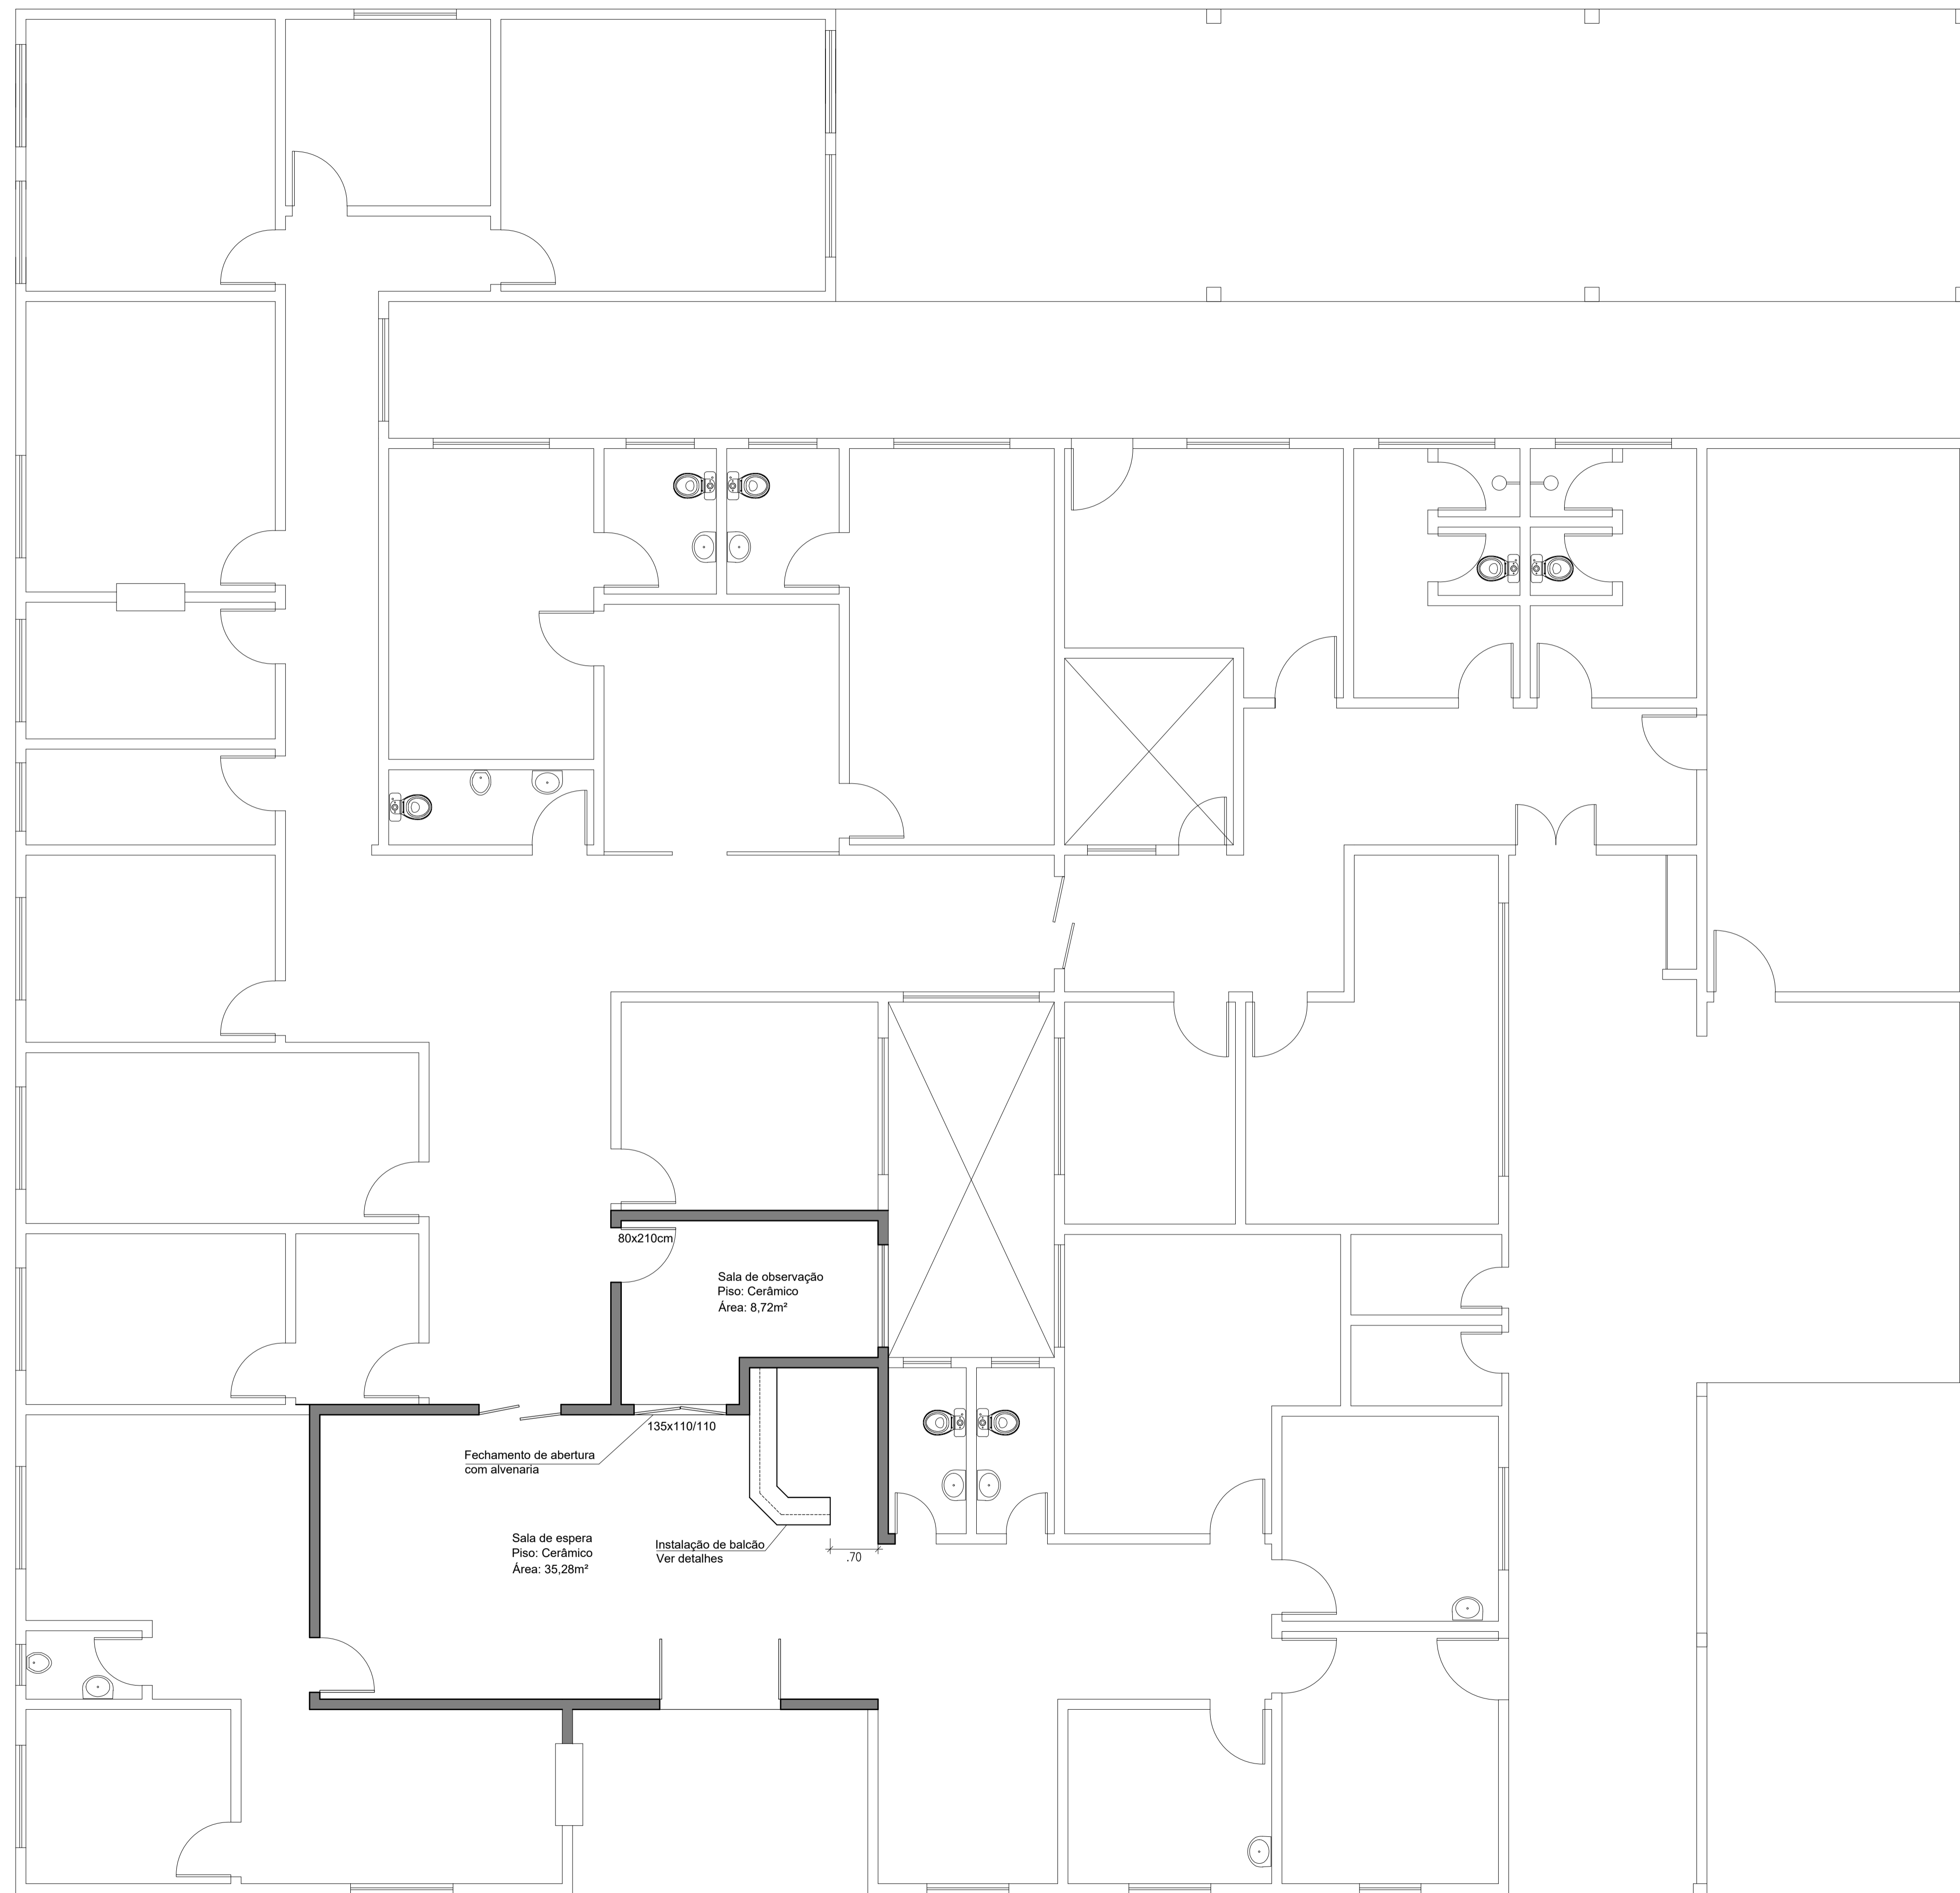 80x210cm
Sala de observação
Piso: Cerâmico
Área: 8,72m²
135x110/110
Fechamento de abertura
com alvenaria
Sala de espera
Piso: Cerâmico
Área: 35,28m²
Instalação de balcão
Ver detalhes
.70